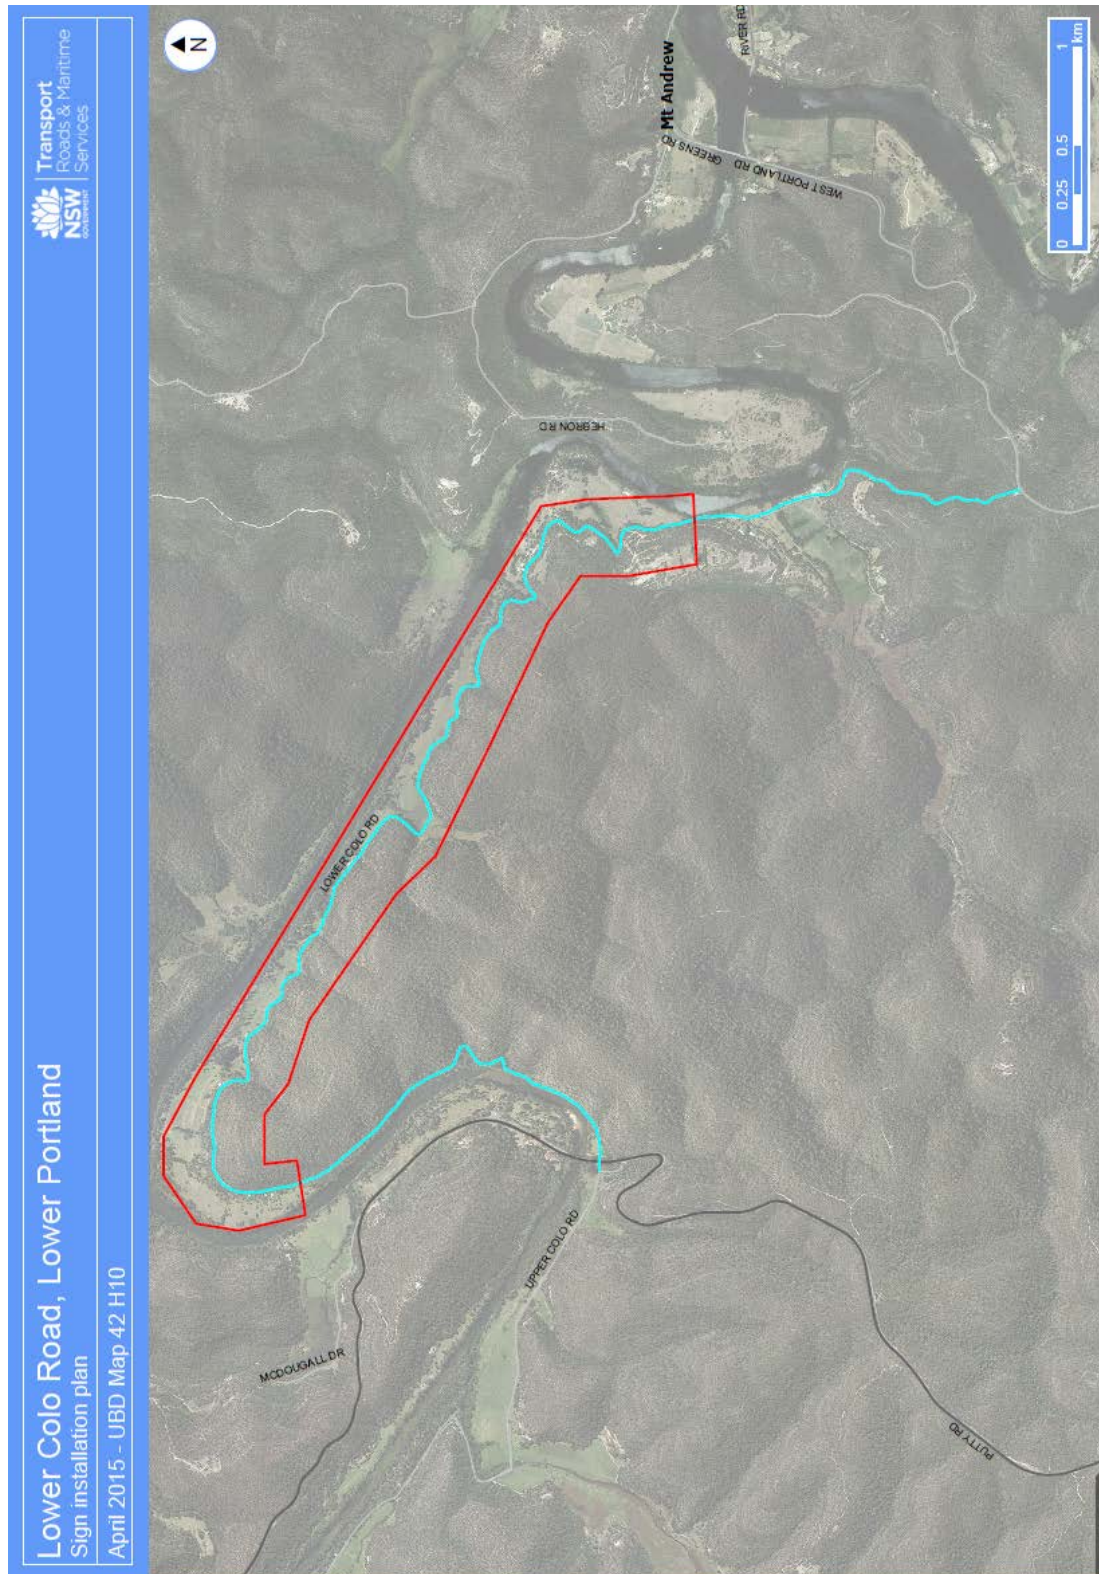 Lower Colo Road, Lower Portland
Sign installation plan
April 2015 - UBD Map 42 H10
NSW
GOVERNMENT
Transport
Roads & Maritime
Services
N
MCDOUGALL DR
UPPER COLO RD
PUTTY RD
LOWER COLO RD
HEBRON RD
Mt Andrew
GREENS RD
WEST PORTLAND RD
RIVER RD
0 0.25 0.5 1
km